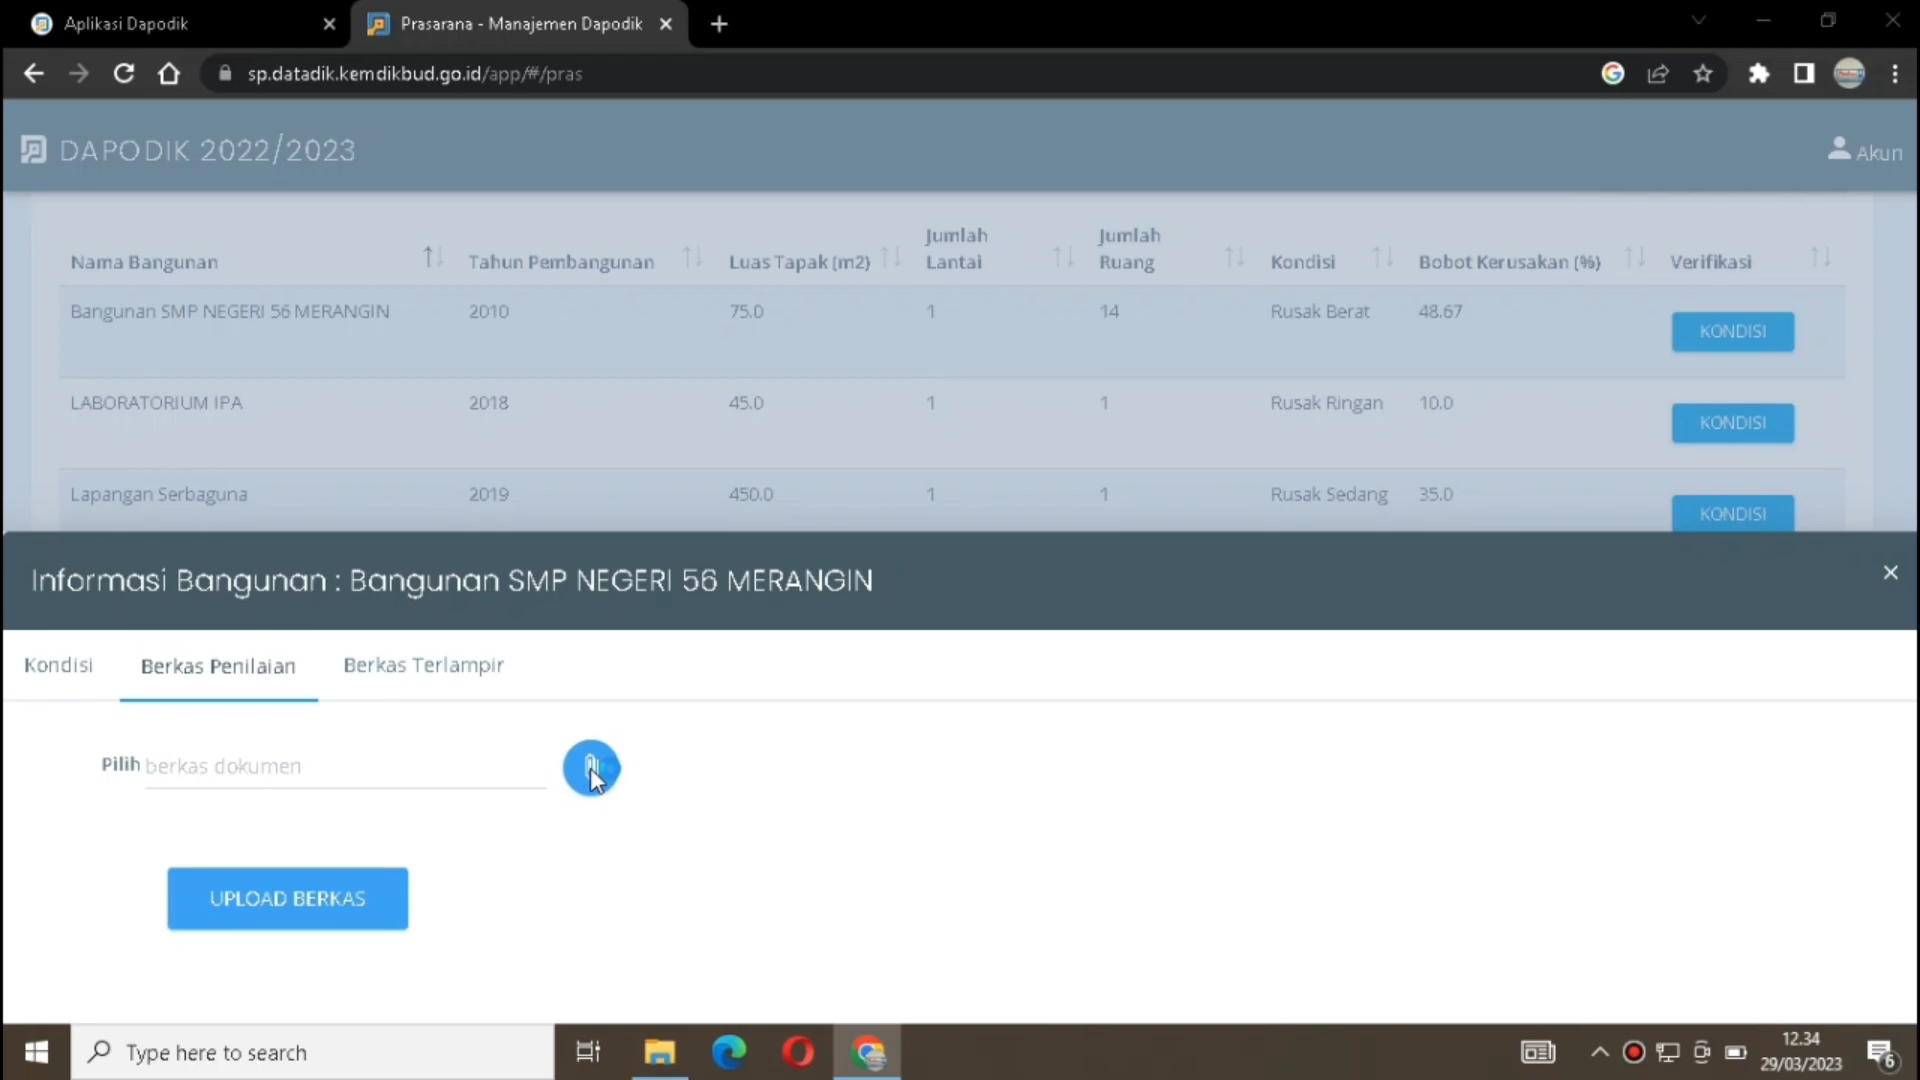 Aplikasi Dapodik
Prasarana - Manajemen Dapodik
sp.datadik.kemdikbud.go.id/app/#/pras
DAPODIK 2022/2023
Akun
Nama Bangunan Tahun Pembangunan Luas Tapak (m2) Jumlah Lantai Jumlah Ruang Kondisi Bobot Kerusakan (%) Verifikasi
Bangunan SMP NEGERI 56 MERANGIN 2010 75.0 1 14 Rusak Berat 48.67 KONDISI
LABORATORIUM IPA 2018 45.0 1 1 Rusak Ringan 10.0 KONDISI
Lapangan Serbaguna 2019 450.0 1 1 Rusak Sedang 35.0 KONDISI
Informasi Bangunan : Bangunan SMP NEGERI 56 MERANGIN
Kondisi Berkas Penilaian Berkas Terlampir
Pilih berkas dokumen
UPLOAD BERKAS
Type here to search
12.34
29/03/2023
6